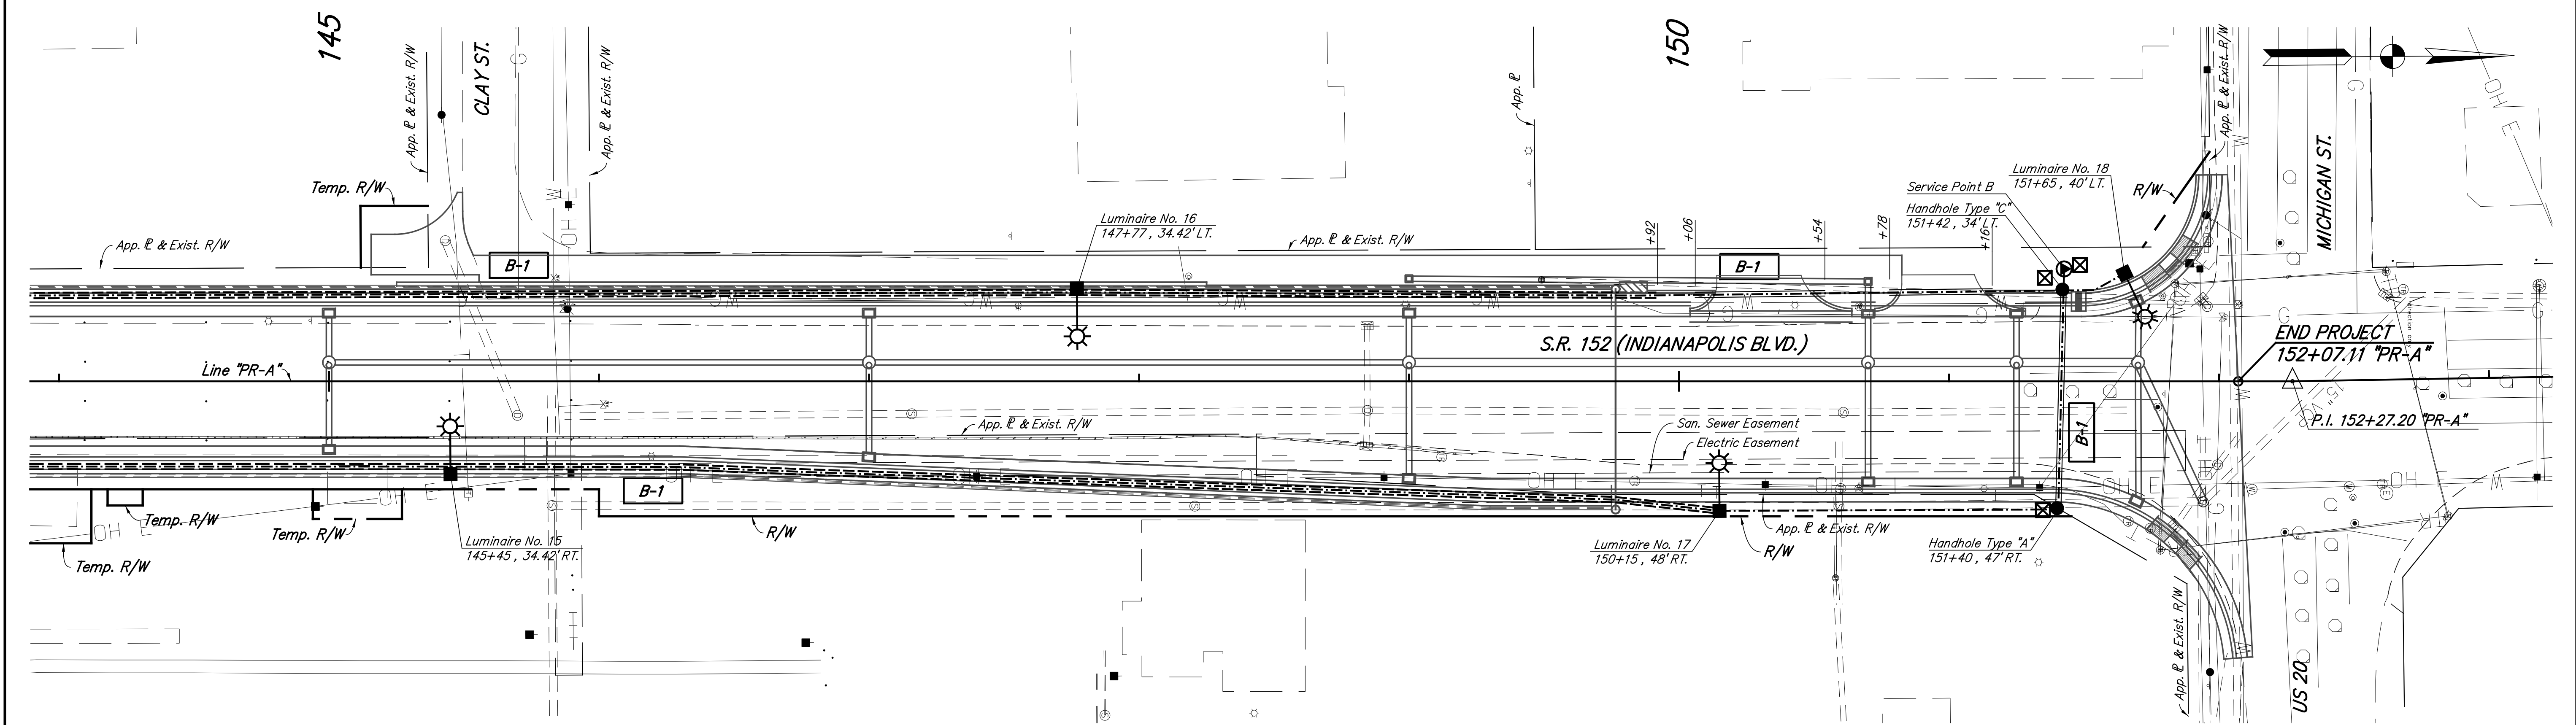 145
150
App. ⅊ & Exist. R/W
CLAY ST.
App. ⅊ & Exist. R/W
Temp. R/W
App. ⅊ & Exist. R/W
B-1
Luminaire No. 16
147+77 , 34.42' LT.
App. ⅊ & Exist. R/W
App. ⅊
+92
+06
B-1
+54
+78
+16
Service Point B
Handhole Type "C"
151+42 , 34' LT.
Luminaire No. 18
151+65 , 40' LT.
R/W
App. ⅊ & Exist. R/W
MICHIGAN ST.
S.R. 152 (INDIANAPOLIS BLVD.)
END PROJECT
152+07.11 "PR-A"
Line "PR-A"
P.I. 152+27.20 "PR-A"
App. ⅊ & Exist. R/W
San. Sewer Easement
Electric Easement
B-1
B-1
Temp. R/W
Temp. R/W
Temp. R/W
Luminaire No. 15
145+45 , 34.42' RT.
R/W
Luminaire No. 17
150+15 , 48' RT.
App. ⅊ & Exist. R/W
R/W
Handhole Type "A"
151+40 , 47' RT.
App. ⅊ & Exist. R/W
US 20
OH E
OH E
OH E
OH E
OH E
W
G